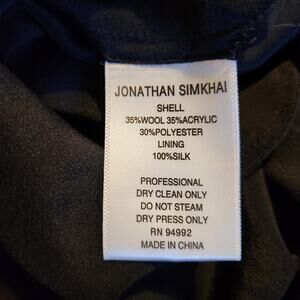 JONATHAN SIMKHAI
SHELL
35%WOOL 35%ACRYLIC
30%POLYESTER
LINING
100%SILK
PROFESSIONAL
DRY CLEAN ONLY
DO NOT STEAM
DRY PRESS ONLY
RN 94992
MADE IN CHINA